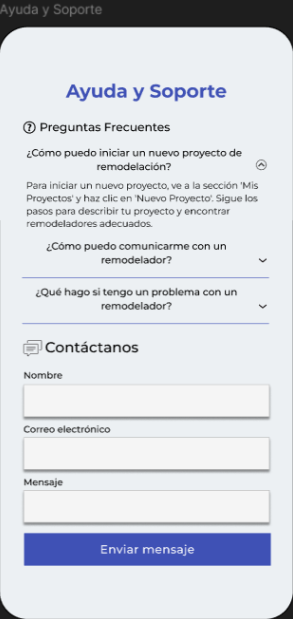 Ayuda y Soporte
Ayuda y Soporte
Preguntas Frecuentes
¿Cómo puedo iniciar un nuevo proyecto de
remodelación?
Para iniciar un nuevo proyecto, ve a la sección 'Mis
Proyectos' y haz clic en 'Nuevo Proyecto'. Sigue los
pasos para describir tu proyecto y encontrar
remodeladores adecuados.
¿Cómo puedo comunicarme con un
remodelador?
¿Qué hago si tengo un problema con un
remodelador?
Contáctanos
Nombre
Correo electrónico
Mensaje
Enviar mensaje